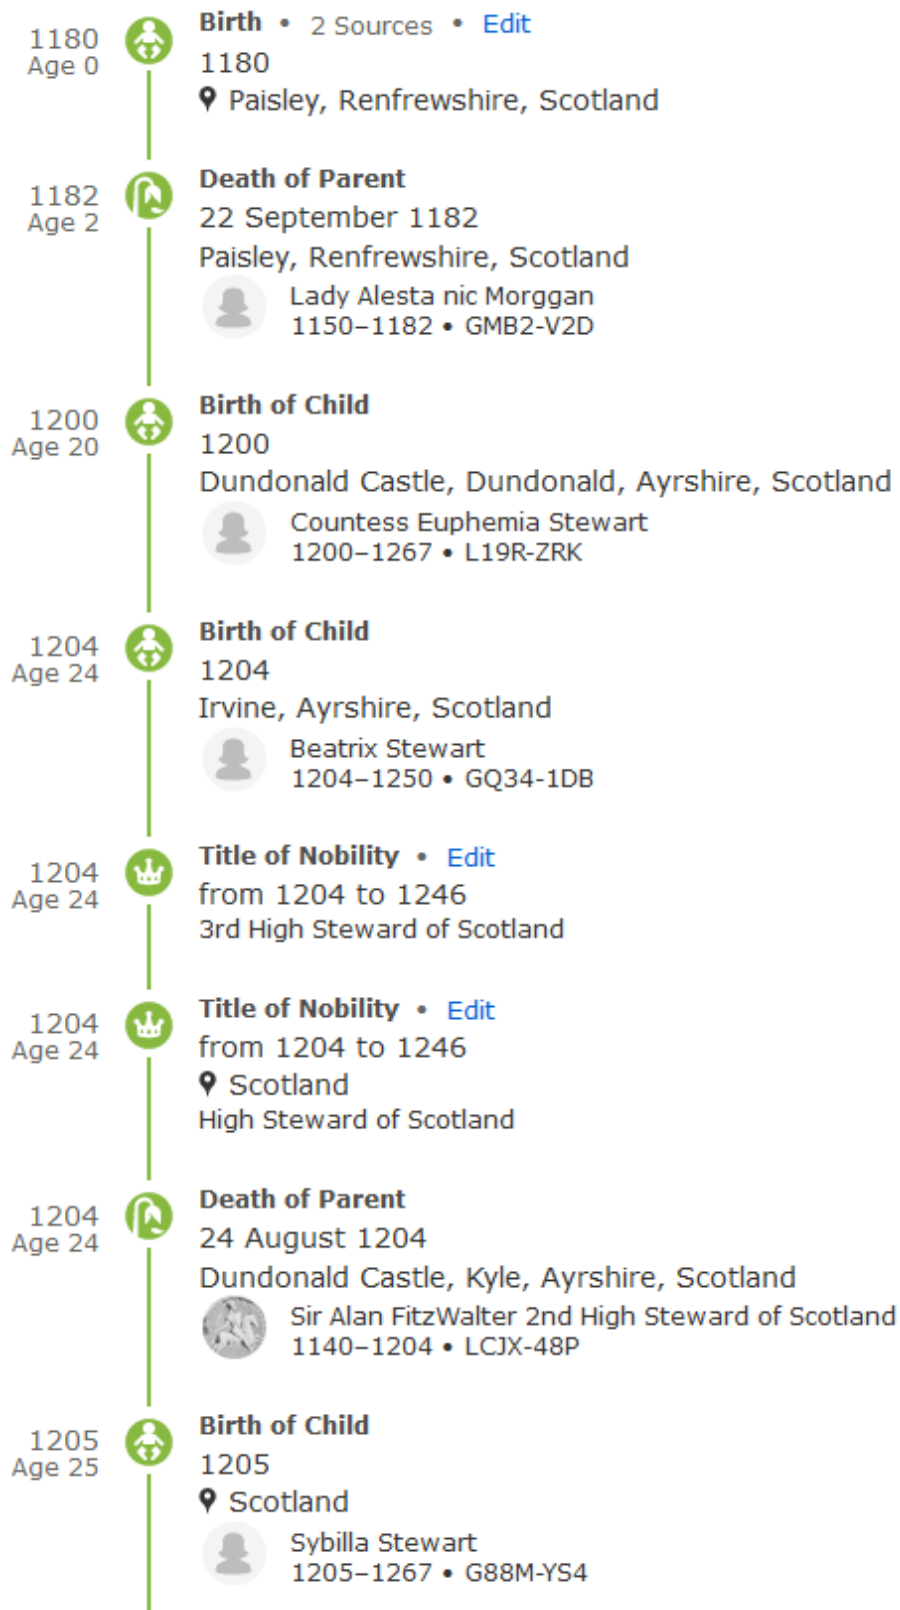 1180
Age 0
Birth • 2 Sources • Edit
1180
Paisley, Renfrewshire, Scotland
1182
Age 2
Death of Parent
22 September 1182
Paisley, Renfrewshire, Scotland
Lady Alesta nic Morggan
1150–1182 • GMB2-V2D
1200
Age 20
Birth of Child
1200
Dundonald Castle, Dundonald, Ayrshire, Scotland
Countess Euphemia Stewart
1200–1267 • L19R-ZRK
1204
Age 24
Birth of Child
1204
Irvine, Ayrshire, Scotland
Beatrix Stewart
1204–1250 • GQ34-1DB
1204
Age 24
Title of Nobility • Edit
from 1204 to 1246
3rd High Steward of Scotland
1204
Age 24
Title of Nobility • Edit
from 1204 to 1246
Scotland
High Steward of Scotland
1204
Age 24
Death of Parent
24 August 1204
Dundonald Castle, Kyle, Ayrshire, Scotland
Sir Alan FitzWalter 2nd High Steward of Scotland
1140–1204 • LCJX-48P
1205
Age 25
Birth of Child
1205
Scotland
Sybilla Stewart
1205–1267 • G88M-YS4